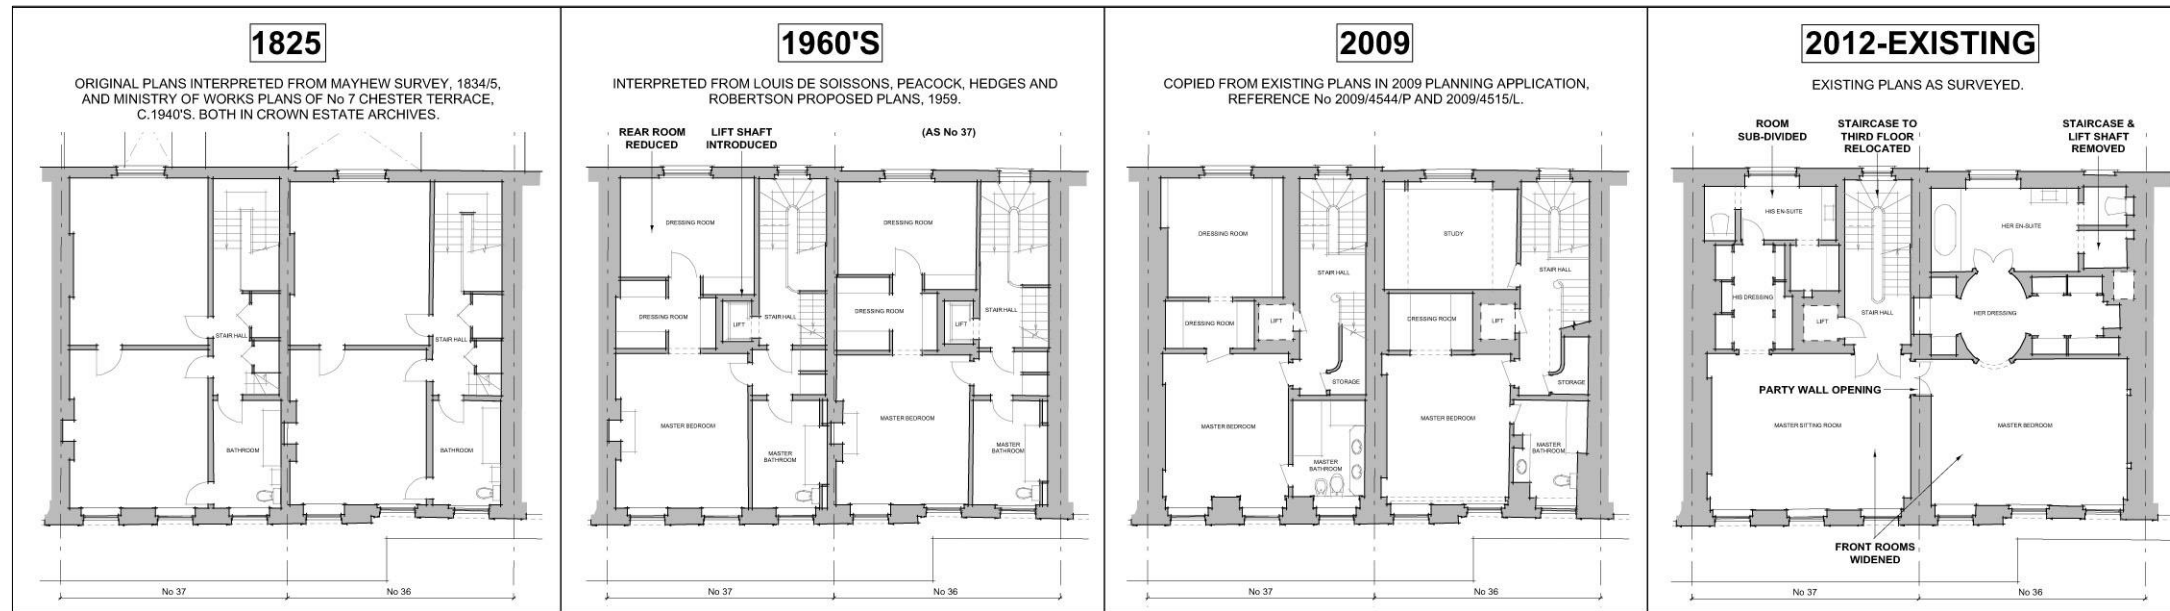 1825
ORIGINAL PLANS INTERPRETED FROM MAYHEW SURVEY, 1834/5,
AND MINISTRY OF WORKS PLANS OF No 7 CHESTER TERRACE,
C.1940'S. BOTH IN CROWN ESTATE ARCHIVES.
STAIR HALL
STAIR HALL
BATHROOM
BATHROOM
No 37
No 36
1960'S
INTERPRETED FROM LOUIS DE SOISSONS, PEACOCK, HEDGES AND
ROBERTSON PROPOSED PLANS, 1959.
REAR ROOM
REDUCED
LIFT SHAFT
INTRODUCED
(AS No 37)
DRESSING ROOM
DRESSING ROOM
DRESSING ROOM
LIFT
STAIR HALL
DRESSING ROOM
LIFT
STAIR HALL
MASTER BEDROOM
MASTER BEDROOM
MASTER
BATHROOM
MASTER
BATHROOM
No 37
No 36
2009
COPIED FROM EXISTING PLANS IN 2009 PLANNING APPLICATION,
REFERENCE No 2009/4544/P AND 2009/4515/L.
DRESSING ROOM
STUDY
STAIR HALL
STAIR HALL
DRESSING ROOM
LIFT
DRESSING ROOM
LIFT
STORAGE
STORAGE
MASTER BEDROOM
MASTER BEDROOM
MASTER
BATHROOM
MASTER
BATHROOM
No 37
No 36
2012-EXISTING
EXISTING PLANS AS SURVEYED.
ROOM
SUB-DIVIDED
STAIRCASE TO
THIRD FLOOR
RELOCATED
STAIRCASE &
LIFT SHAFT
REMOVED
HIS EN-SUITE
HER EN-SUITE
HIS DRESSING
LIFT
STAIR HALL
HER DRESSING
PARTY WALL OPENING
MASTER SITTING ROOM
MASTER BEDROOM
FRONT ROOMS
WIDENED
No 37
No 36